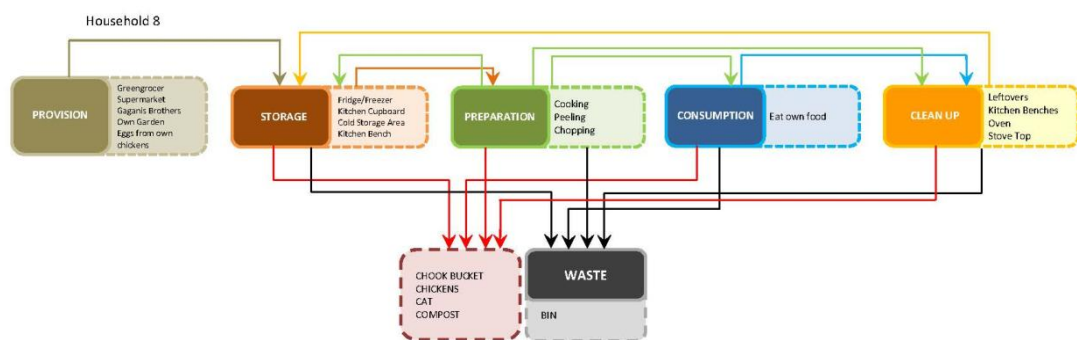 Household 8
PROVISION
Greengrocer
Supermarket
Gaganis Brothers
Own Garden
Eggs from own
chickens
STORAGE
Fridge/Freezer
Kitchen Cupboard
Cold Storage Area
Kitchen Bench
PREPARATION
Cooking
Peeling
Chopping
CONSUMPTION
Eat own food
CLEAN UP
Leftovers
Kitchen Benches
Oven
Stove Top
CHOOK BUCKET
CHICKENS
CAT
COMPOST
WASTE
BIN